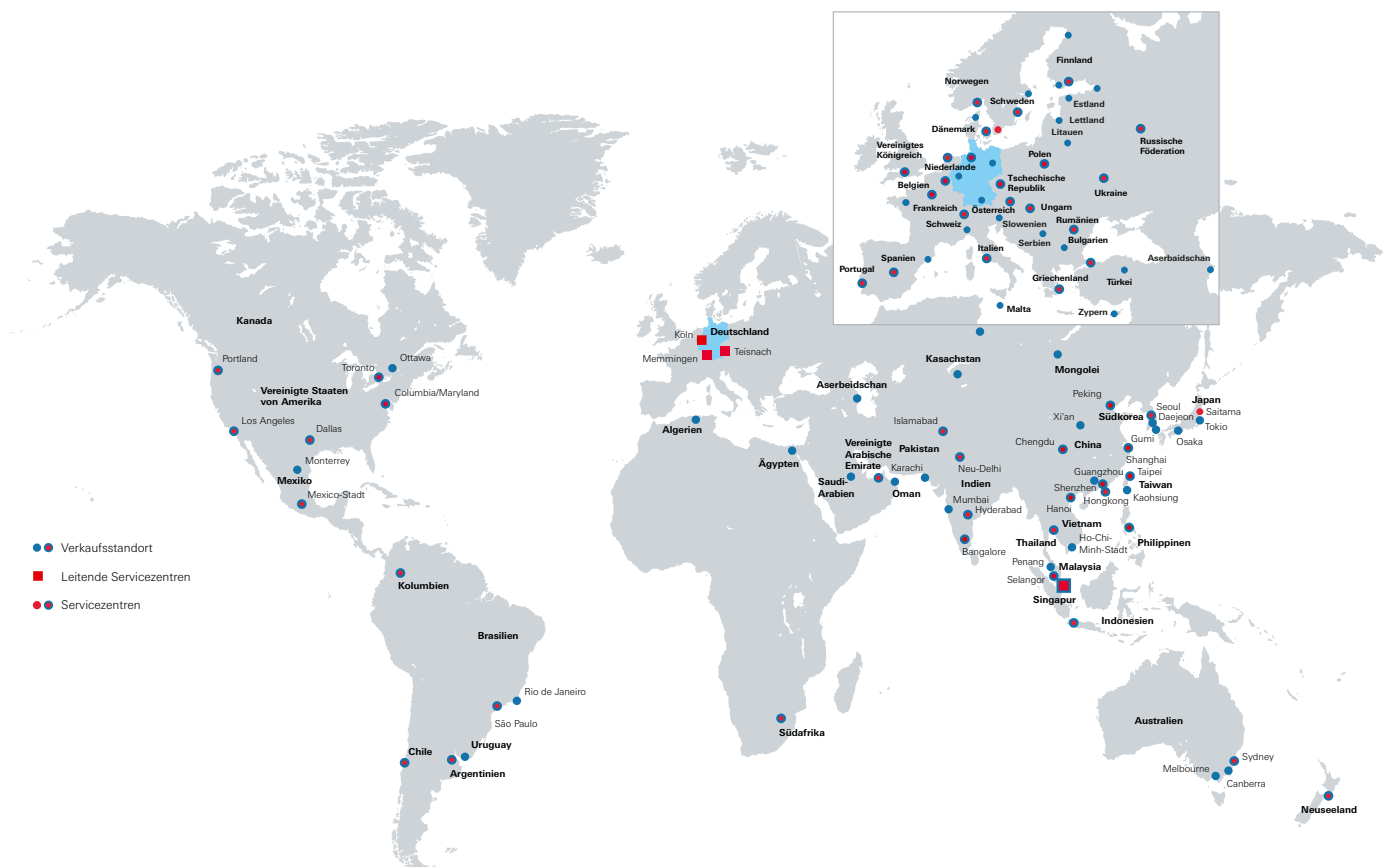 Finnland
Norwegen
Schweden
Estland
Lettland
Dänemark
Litauen
Russische
Föderation
Vereinigtes
Königreich
Polen
Niederlande
Tschechische
Republik
Belgien
Ukraine
Frankreich
Österreich
Ungarn
Schweiz
Slowenien
Rumänien
Serbien
Bulgarien
Italien
Spanien
Aserbaidschan
Portugal
Griechenland
Türkei
Malta
Zypern
Kanada
Portland
Toronto
Ottawa
Vereinigte Staaten
von Amerika
Columbia/Maryland
Los Angeles
Dallas
Monterrey
Mexiko
Mexico-Stadt
Verkaufsstandort
Leitende Servicezentren
Servicezentren
Kolumbien
Brasilien
Rio de Janeiro
São Paulo
Uruguay
Chile
Argentinien
Köln
Deutschland
Memmingen
Teisnach
Algerien
Ägypten
Aserbeidschan
Kasachstan
Mongolei
Islamabad
Pakistan
Vereinigte
Arabische
Emirate
Karachi
Saudi-
Arabien
Oman
Neu-Delhi
Indien
Mumbai
Hyderabad
Bangalore
Peking
Xi'an
Chengdu
China
Südkorea
Seoul
Daejeon
Gumi
Japan
Saitama
Tokio
Osaka
Shanghai
Taipei
Taiwan
Kaohsiung
Guangzhou
Shenzhen
Hongkong
Hanoi
Vietnam
Thailand
Ho-Chi-
Minh-Stadt
Philippinen
Penang
Malaysia
Selangor
Singapur
Indonesien
Südafrika
Australien
Sydney
Melbourne
Canberra
Neuseeland